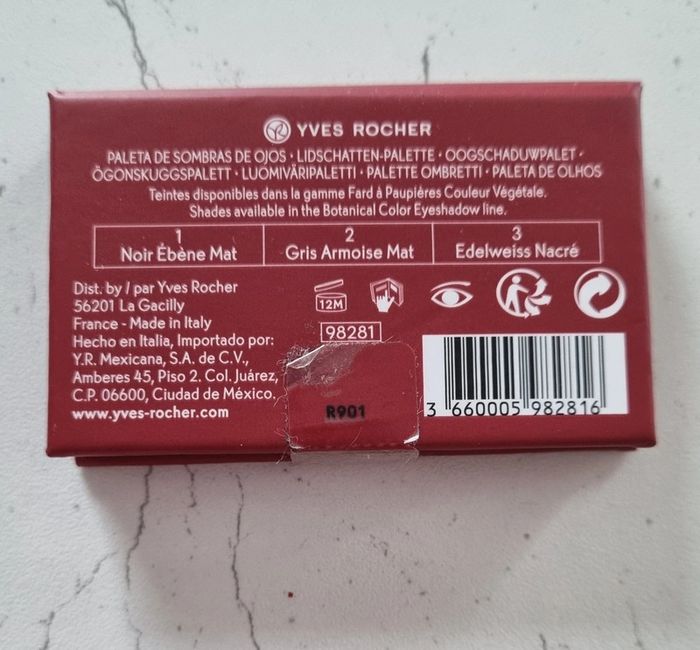 YVES ROCHER
PALETA DE SOMBRAS DE OJOS • LIDSCHATTEN-PALETTE • OOGSCHADUWPALET •
ÖGONSKUGGSPALETT • LUOMIVÄRIPALETTI • PALETTE OMBRETTI • PALETA DE OLHOS
Teintes disponibles dans la gamme Fard à Paupières Couleur Végétale.
Shades available in the Botanical Color Eyeshadow line.
1
Noir Ébène Mat
2
Gris Armoise Mat
3
Edelweiss Nacré
Dist. by / par Yves Rocher
56201 La Gacilly
France - Made in Italy
Hecho en Italia, Importado por:
Y.R. Mexicana, S.A. de C.V.,
Amberes 45, Piso 2. Col. Juárez,
C.P. 06600, Ciudad de México.
www.yves-rocher.com
12M
98281
R901
3 660005 982816